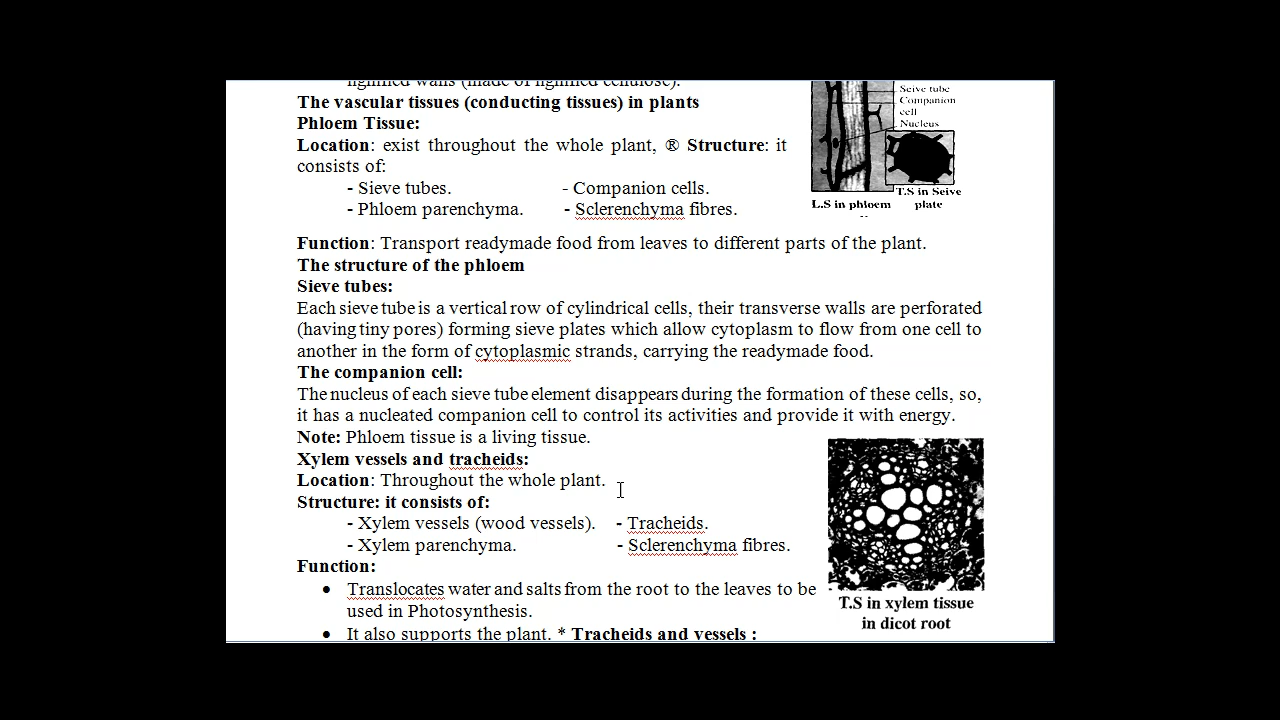 lignified walls (made of lignified cellulose).
The vascular tissues (conducting tissues) in plants
Phloem Tissue:
Location: exist throughout the whole plant, ® Structure: it
consists of:
- Sieve tubes. - Companion cells.
- Phloem parenchyma. - Sclerenchyma fibres.
Seive tube
Companion
cell
Nucleus
T.S in Seive
plate
L.S in phloem
Function: Transport readymade food from leaves to different parts of the plant.
The structure of the phloem
Sieve tubes:
Each sieve tube is a vertical row of cylindrical cells, their transverse walls are perforated
(having tiny pores) forming sieve plates which allow cytoplasm to flow from one cell to
another in the form of cytoplasmic strands, carrying the readymade food.
The companion cell:
The nucleus of each sieve tube element disappears during the formation of these cells, so,
it has a nucleated companion cell to control its activities and provide it with energy.
Note: Phloem tissue is a living tissue.
Xylem vessels and tracheids:
Location: Throughout the whole plant.
Structure: it consists of:
- Xylem vessels (wood vessels). - Tracheids.
- Xylem parenchyma. - Sclerenchyma fibres.
Function:
• Translocates water and salts from the root to the leaves to be
used in Photosynthesis.
• It also supports the plant. * Tracheids and vessels :
T.S in xylem tissue
in dicot root